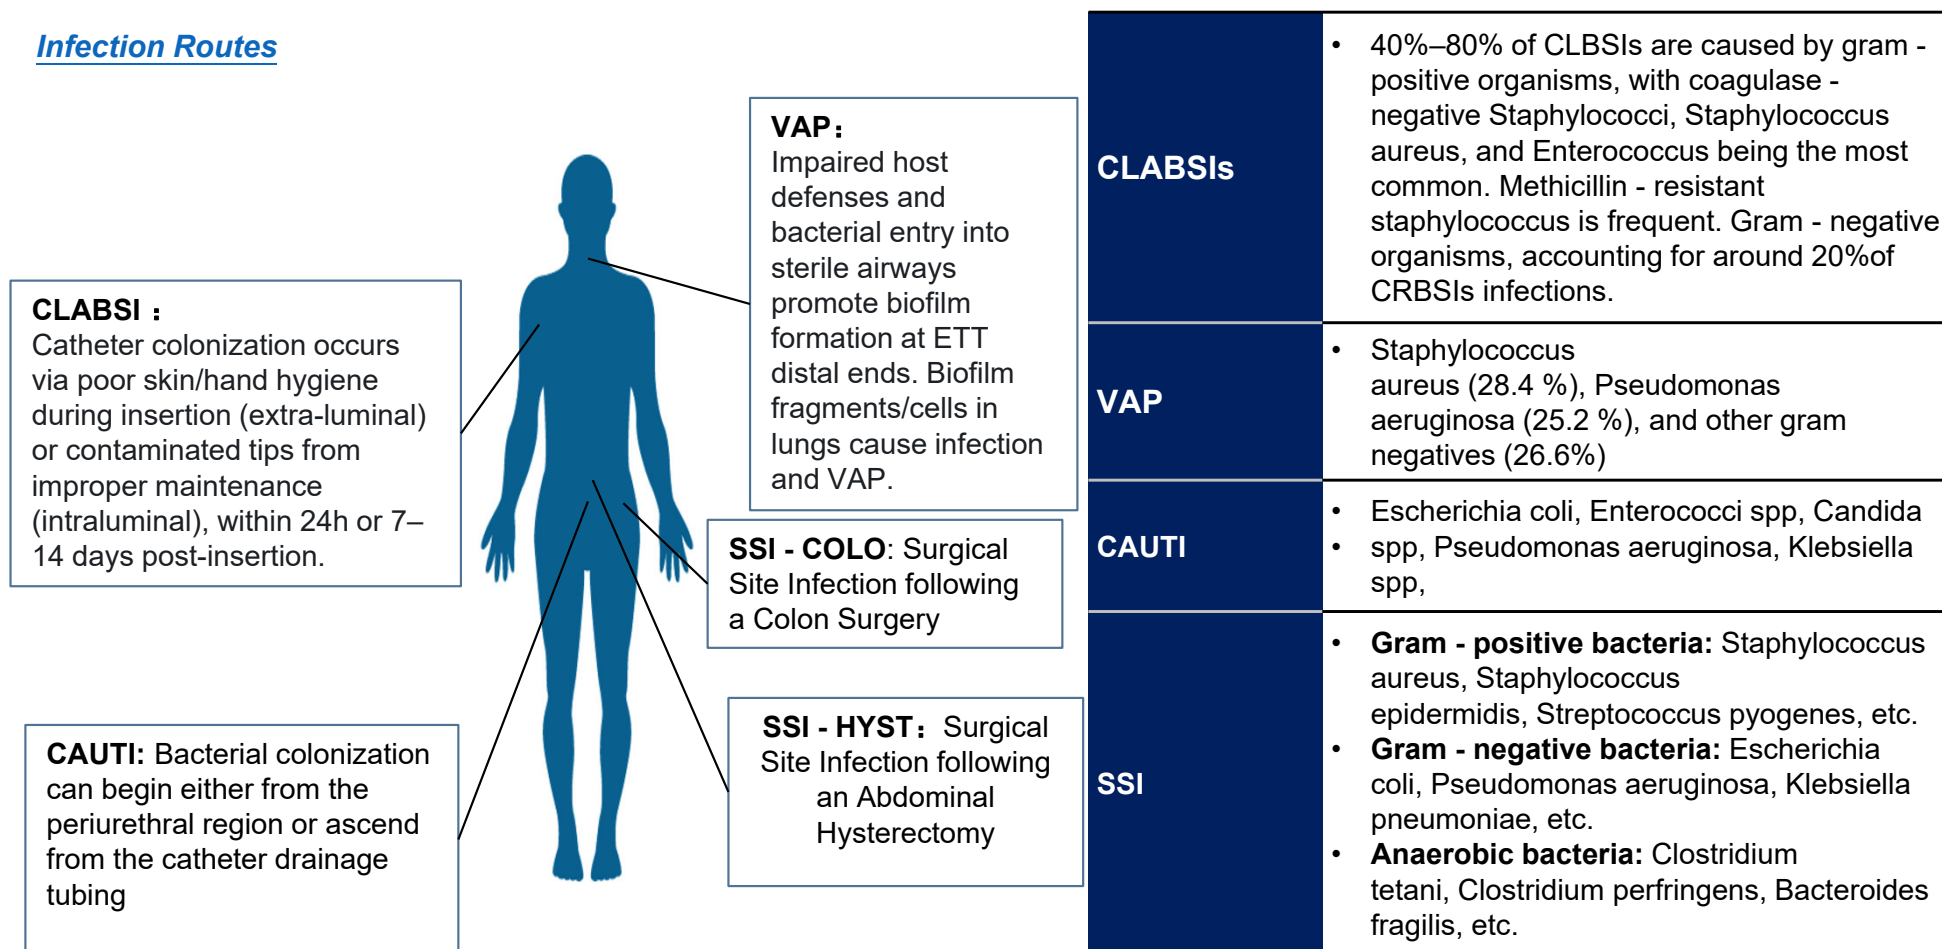 Infection Routes
CLABSI：
Catheter colonization occurs
via poor skin/hand hygiene
during insertion (extra-luminal)
or contaminated tips from
improper maintenance
(intraluminal), within 24h or 7–
14 days post-insertion.
VAP：
Impaired host
defenses and
bacterial entry into
sterile airways
promote biofilm
formation at ETT
distal ends. Biofilm
fragments/cells in
lungs cause infection
and VAP.
SSI - COLO: Surgical
Site Infection following
a Colon Surgery
SSI - HYST：Surgical
Site Infection following
an Abdominal
Hysterectomy
CAUTI: Bacterial colonization
can begin either from the
periurethral region or ascend
from the catheter drainage
tubing
CLABSIs
• 40%–80% of CLBSIs are caused by gram -
positive organisms, with coagulase -
negative Staphylococci, Staphylococcus
aureus, and Enterococcus being the most
common. Methicillin - resistant
staphylococcus is frequent. Gram - negative
organisms, accounting for around 20%of
CRBSIs infections.
VAP
• Staphylococcus
aureus (28.4 %), Pseudomonas
aeruginosa (25.2 %), and other gram
negatives (26.6%)
CAUTI
• Escherichia coli, Enterococci spp, Candida
• spp, Pseudomonas aeruginosa, Klebsiella
spp,
SSI
• Gram - positive bacteria: Staphylococcus
aureus, Staphylococcus
epidermidis, Streptococcus pyogenes, etc.
• Gram - negative bacteria: Escherichia
coli, Pseudomonas aeruginosa, Klebsiella
pneumoniae, etc.
• Anaerobic bacteria: Clostridium
tetani, Clostridium perfringens, Bacteroides
fragilis, etc.